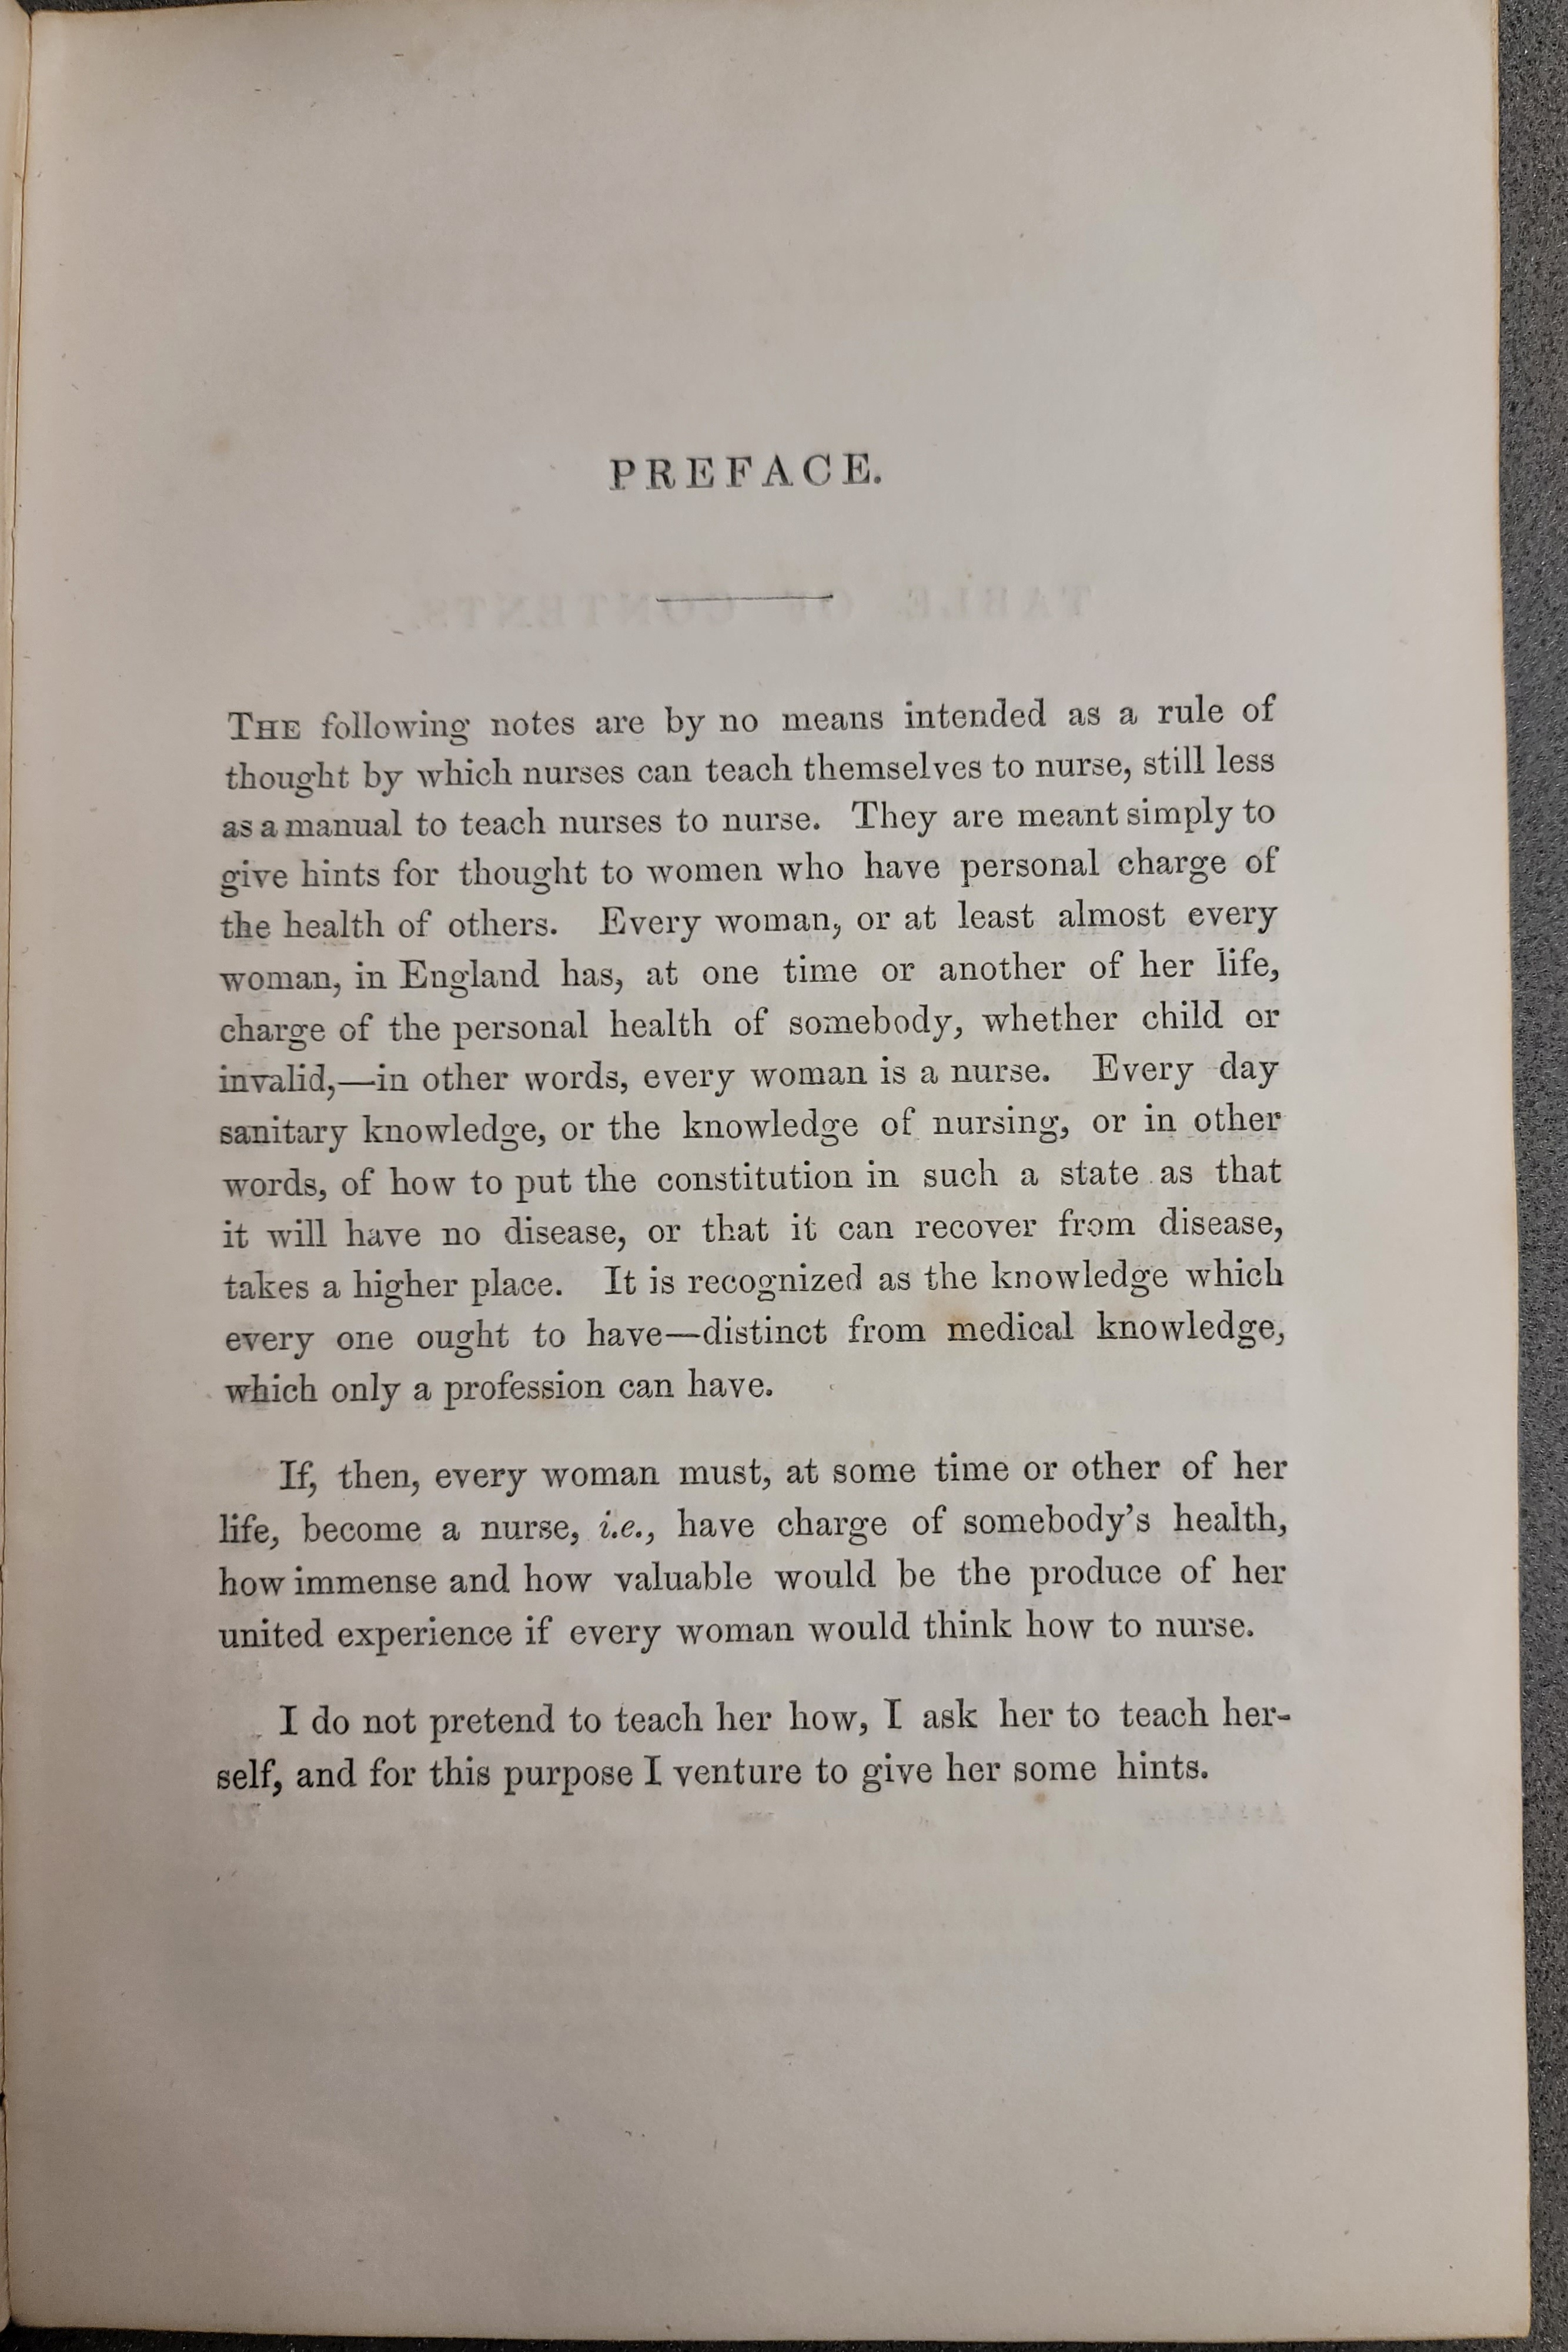 PREFACE.
THE following notes are by no means intended as a rule of
thought by which nurses can teach themselves to nurse, still less
as a manual to teach nurses to nurse. They are meant simply to
give hints for thought to women who have personal charge of
the health of others. Every woman, or at least almost every
woman, in England has, at one time or another of her life,
charge of the personal health of somebody, whether child or
invalid,—in other words, every woman is a nurse. Every day
sanitary knowledge, or the knowledge of nursing, or in other
words, of how to put the constitution in such a state as that
it will have no disease, or that it can recover from disease,
takes a higher place. It is recognized as the knowledge which
every one ought to have—distinct from medical knowledge,
which only a profession can have.
If, then, every woman must, at some time or other of her
life, become a nurse, i.e., have charge of somebody's health,
how immense and how valuable would be the produce of her
united experience if every woman would think how to nurse.
I do not pretend to teach her how, I ask her to teach her-
self, and for this purpose I venture to give her some hints.